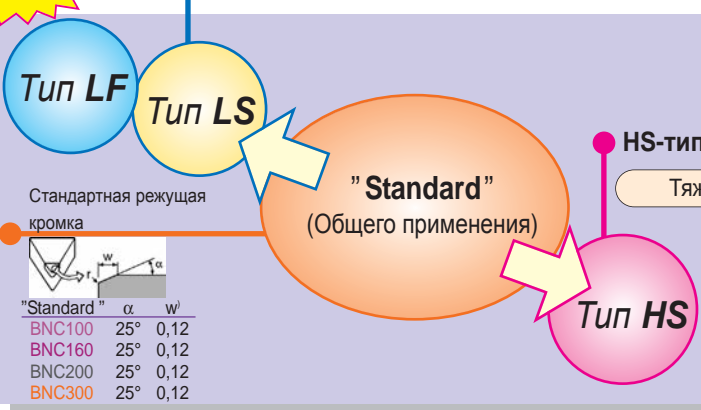 Тип LF
Тип LS
"Standard"
(Общего применения)
HS-тип
Тяж
Тип HS
Стандартная режущая
кромка
w
α
r
"Standard " α w)
BNC100 25° 0,12
BNC160 25° 0,12
BNC200 25° 0,12
BNC300 25° 0,12